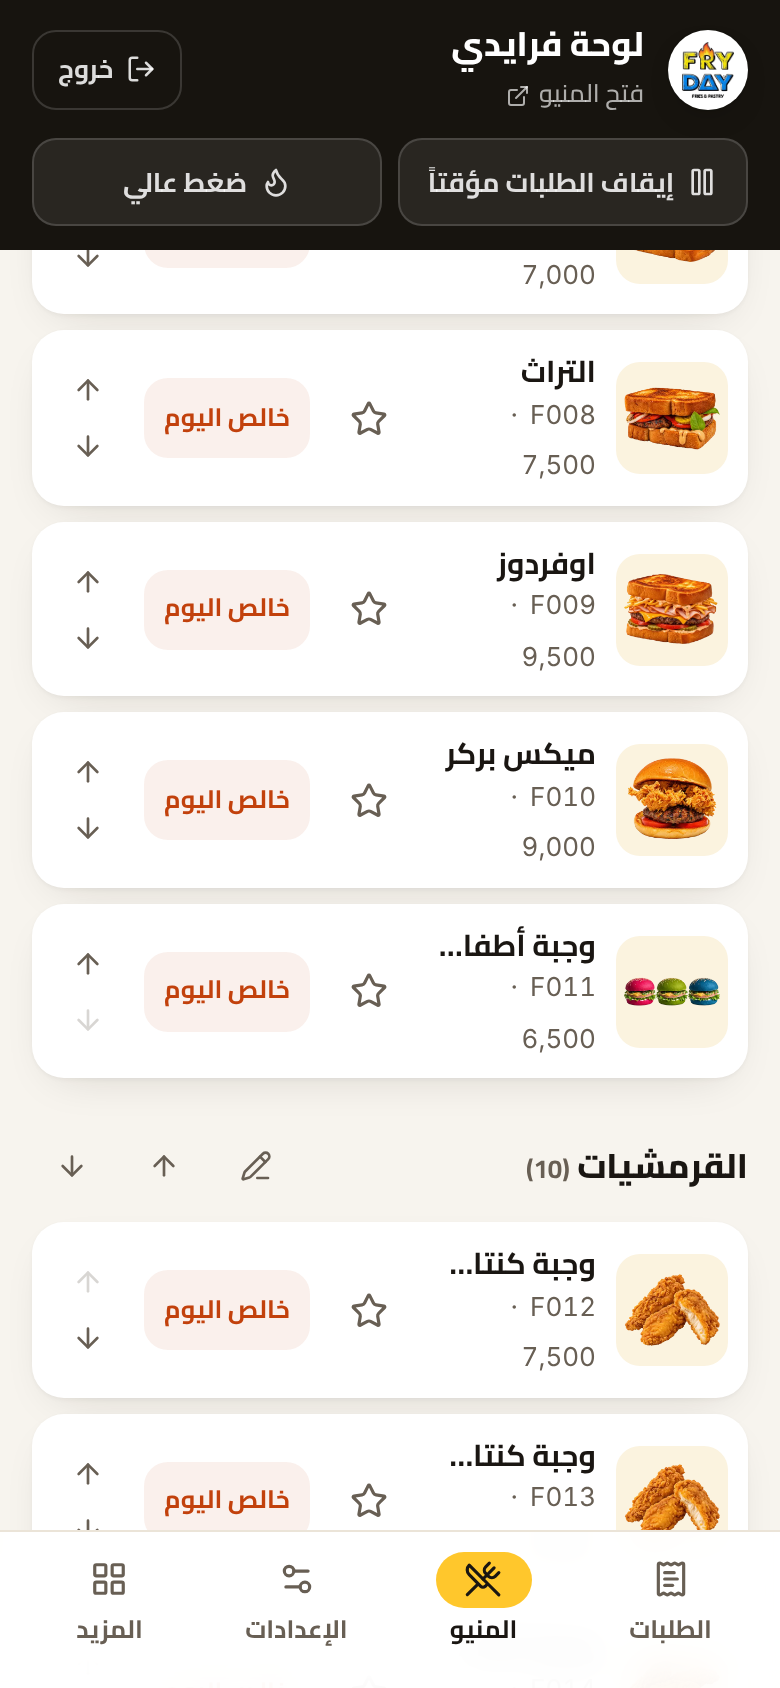 FRY
DAY
FRIES & PASTRY
لوحة فرايدي
فتح المنيو
خروج
إيقاف الطلبات مؤقتاً
ضغط عالي
7,000
التراث
F008 ·
7,500
خالص اليوم
اوفردوز
F009 ·
9,500
خالص اليوم
ميكس بركر
F010 ·
9,000
خالص اليوم
وجبة أطفا...
F011 ·
6,500
خالص اليوم
القرمشيات (10)
وجبة كنتا...
F012 ·
7,500
خالص اليوم
وجبة كنتا...
F013 ·
خالص اليوم
الطلبات
المنيو
الإعدادات
المزيد